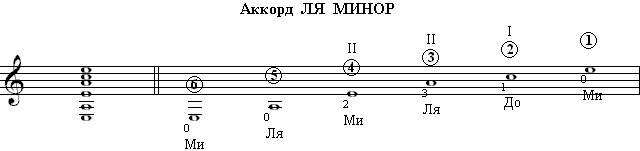 Аккорд ЛЯ МИНОР
II II I
6 5 4 3 2 1
0 0 2 3 1 0
Ми Ля Ми Ля До Ми